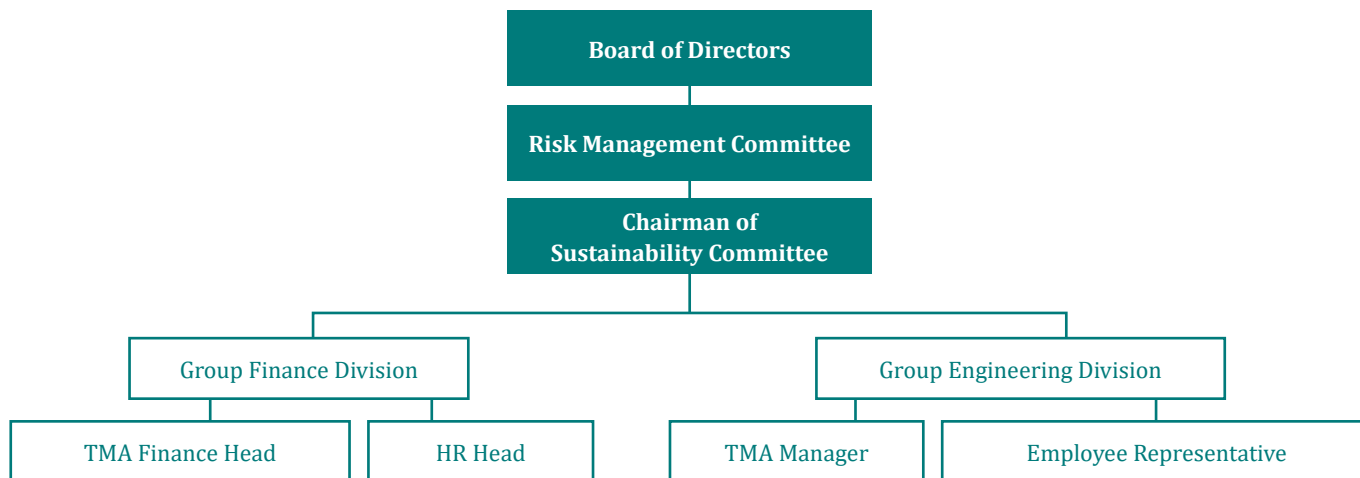 Board of Directors
Risk Management Committee
Chairman of
Sustainability Committee
Group Finance Division
Group Engineering Division
TMA Finance Head
HR Head
TMA Manager
Employee Representative